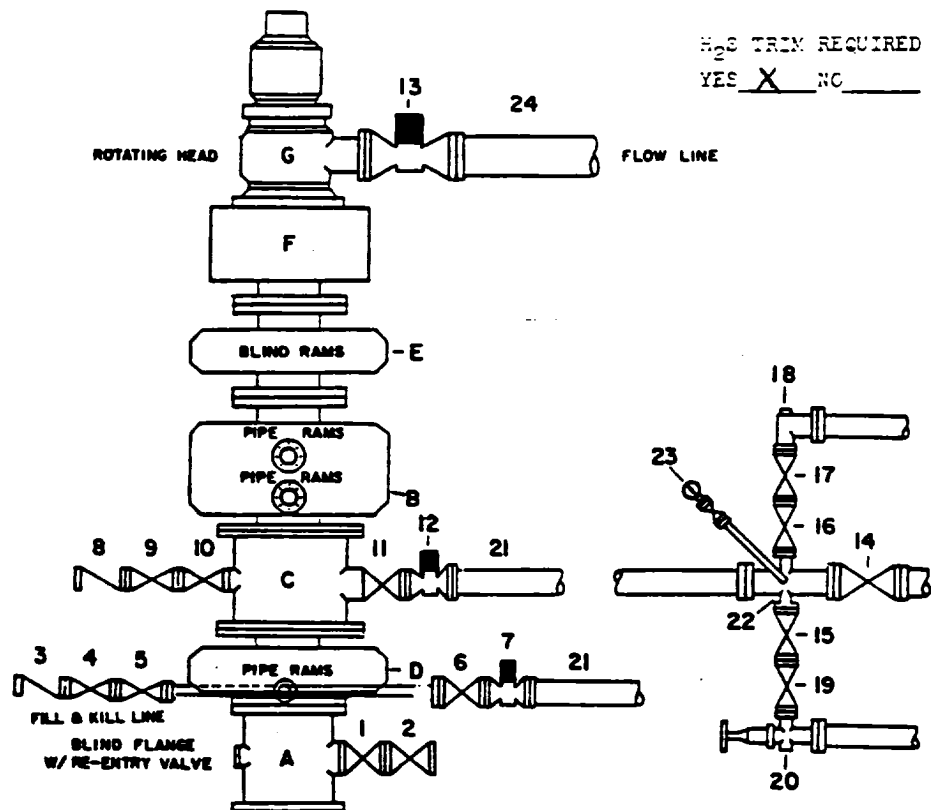 H₂S TRIM REQUIRED
YES X NO
13
24
ROTATING HEAD
G
FLOW LINE
F
BLIND RAMS
E
PIPE RAMS
PIPE RAMS
B
18
23
17
16
14
22
15
19
20
8
9
10
C
11
12
21
3
4
5
PIPE RAMS
D
6
7
21
FILL & KILL LINE
BLIND FLANGE
W/ RE-ENTRY VALVE
A
1
2